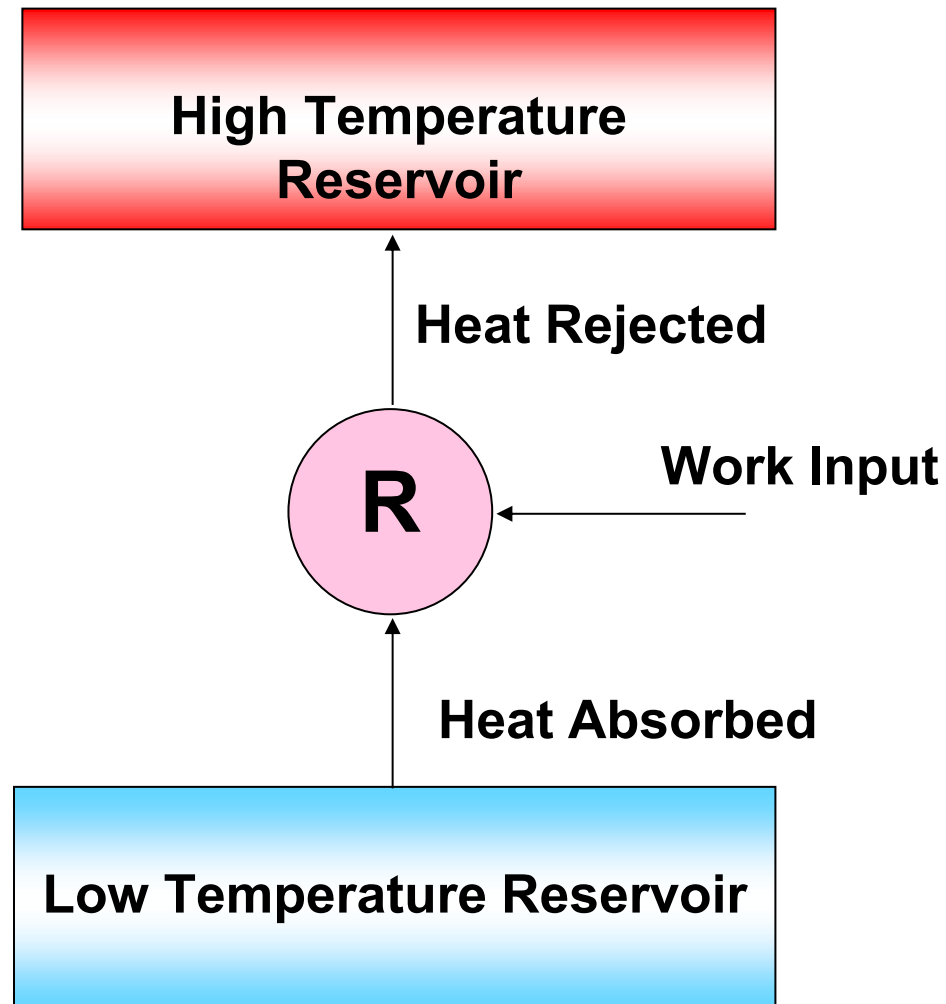 High Temperature
Reservoir
Heat Rejected
Work Input
R
Heat Absorbed
Low Temperature Reservoir